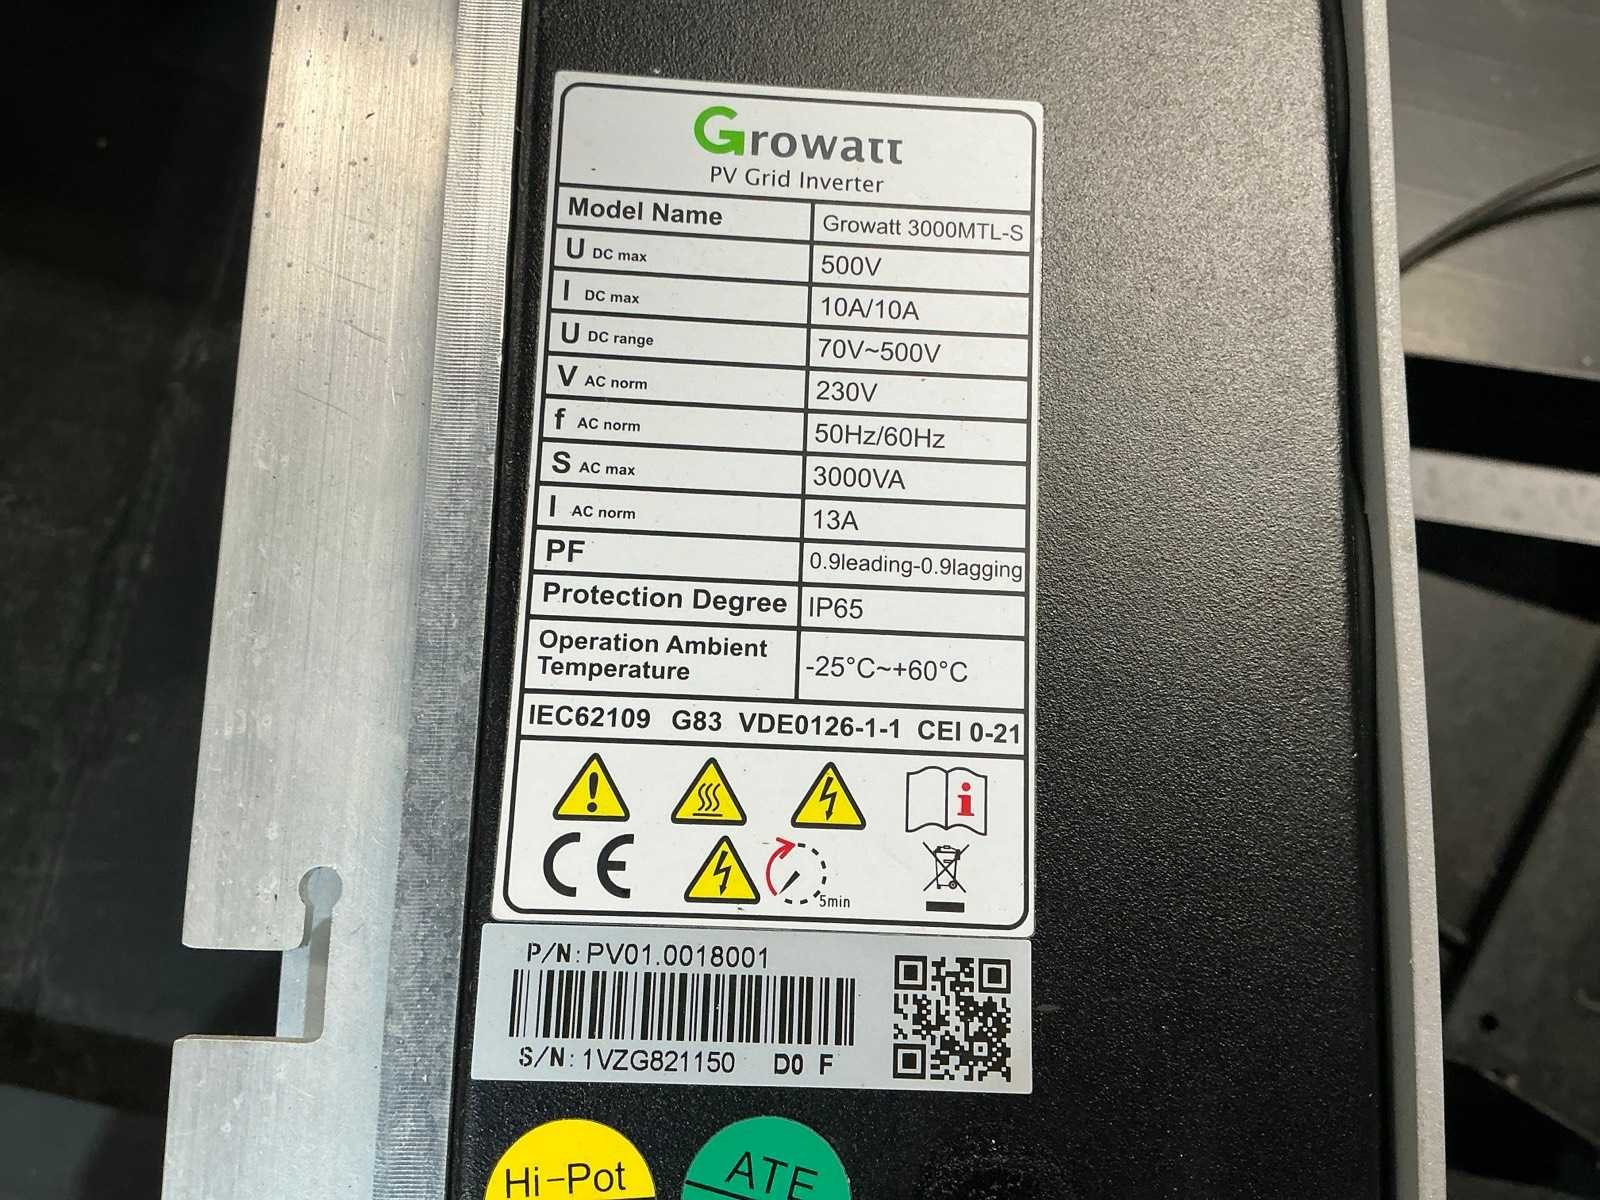 Growatt
PV Grid Inverter
Model Name Growatt 3000MTL-S
U DC max 500V
I DC max 10A/10A
U DC range 70V~500V
V AC norm 230V
f AC norm 50Hz/60Hz
S AC max 3000VA
I AC norm 13A
PF 0.9leading-0.9lagging
Protection Degree IP65
Operation Ambient
Temperature -25°C~+60°C
IEC62109 G83 VDE0126-1-1 CEI 0-21
i
CE
5min
P/N: PV01.0018001
S/N: 1VZG821150 D0 F
Hi-Pot
ATE